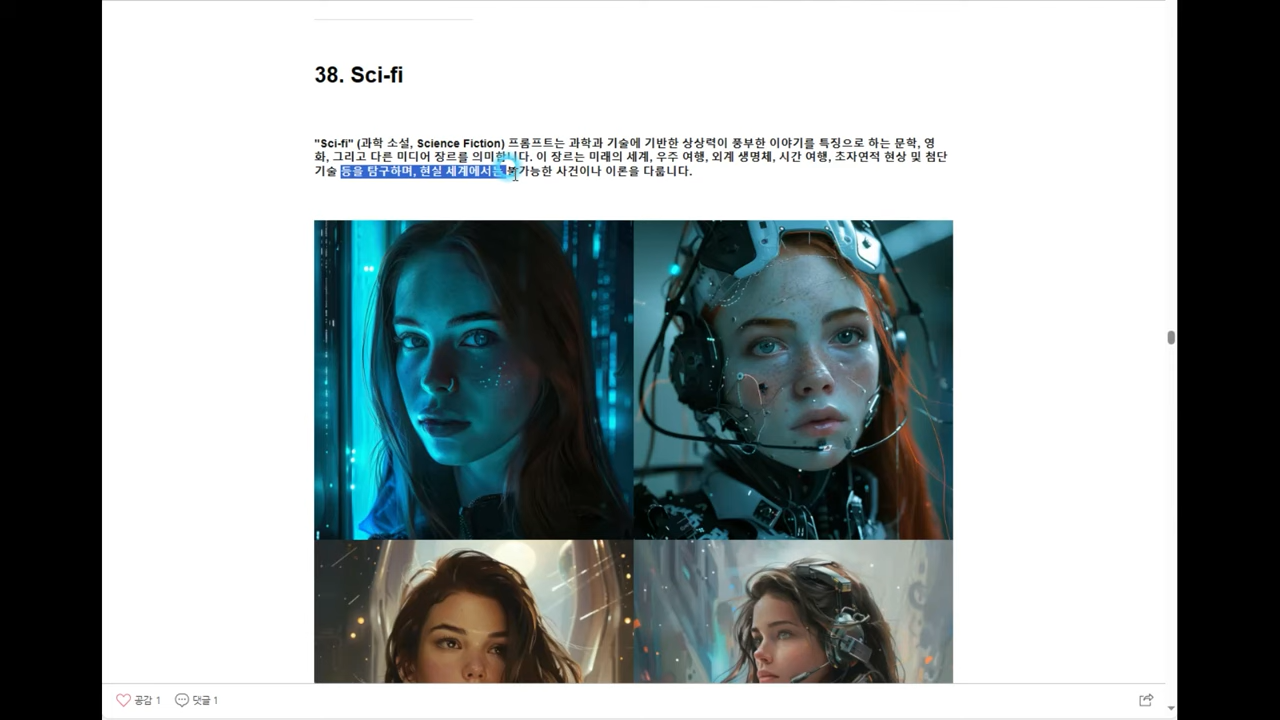 38. Sci-fi
"Sci-fi" (과학 소설, Science Fiction) 프롬프트는 과학과 기술에 기반한 상상력이 풍부한 이야기를 특징으로 하는 문학, 영
화, 그리고 다른 미디어 장르를 의미합니다. 이 장르는 미래의 세계, 우주 여행, 외계 생명체, 시간 여행, 초자연적 현상 및 첨단
기술 등을 탐구하며, 현실 세계에서는 불가능한 사건이나 이론을 다룹니다.
공감 1
댓글 1